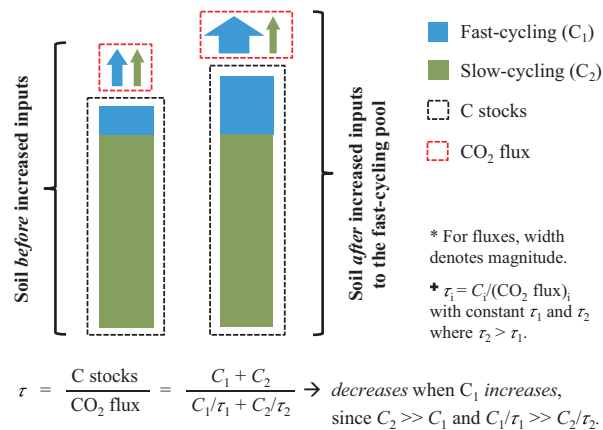 Fast-cycling (C₁)
Slow-cycling (C₂)
C stocks
CO₂ flux
Soil before increased inputs
Soil after increased inputs
to the fast-cycling pool
* For fluxes, width
denotes magnitude.
✚ τᵢ = Cᵢ/(CO₂ flux)ᵢ
with constant τ₁ and τ₂
where τ₂ > τ₁.
τ = C stocks / CO₂ flux = C₁ + C₂ / C₁/τ₁ + C₂/τ₂ → decreases when C₁ increases,
since C₂ >> C₁ and C₁/τ₁ >> C₂/τ₂.